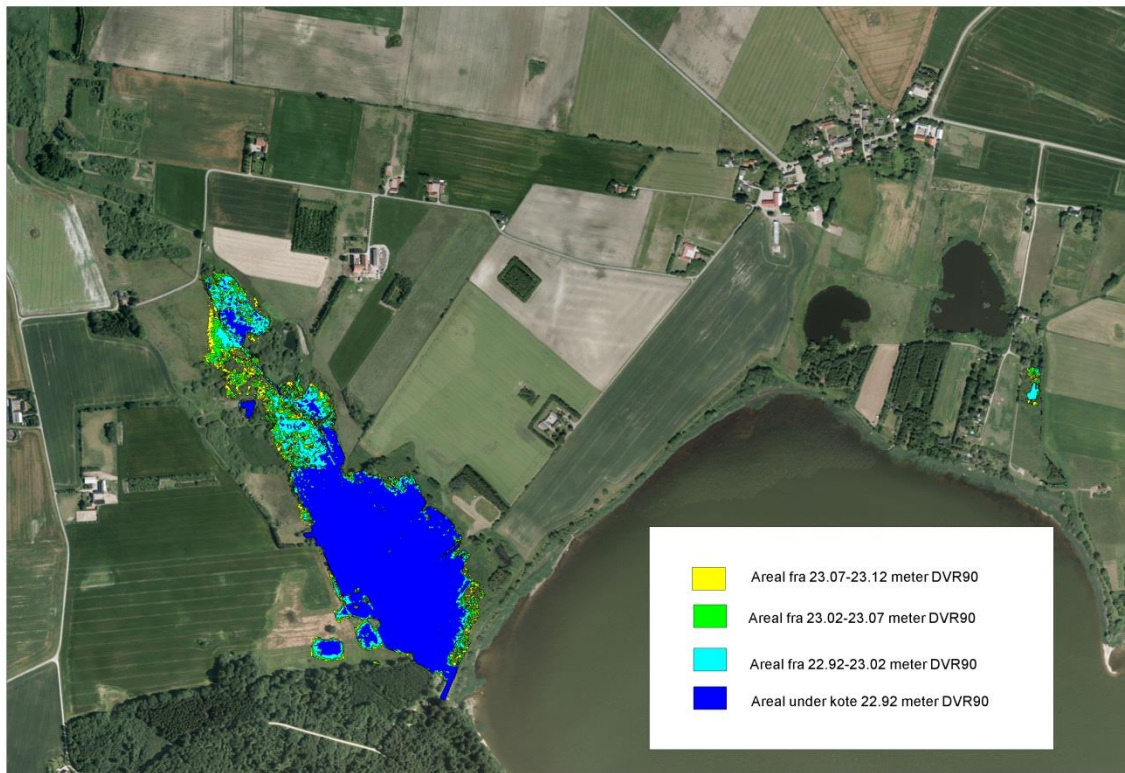 Areal fra 23.07-23.12 meter DVR90
Areal fra 23.02-23.07 meter DVR90
Areal fra 22.92-23.02 meter DVR90
Areal under kote 22.92 meter DVR90